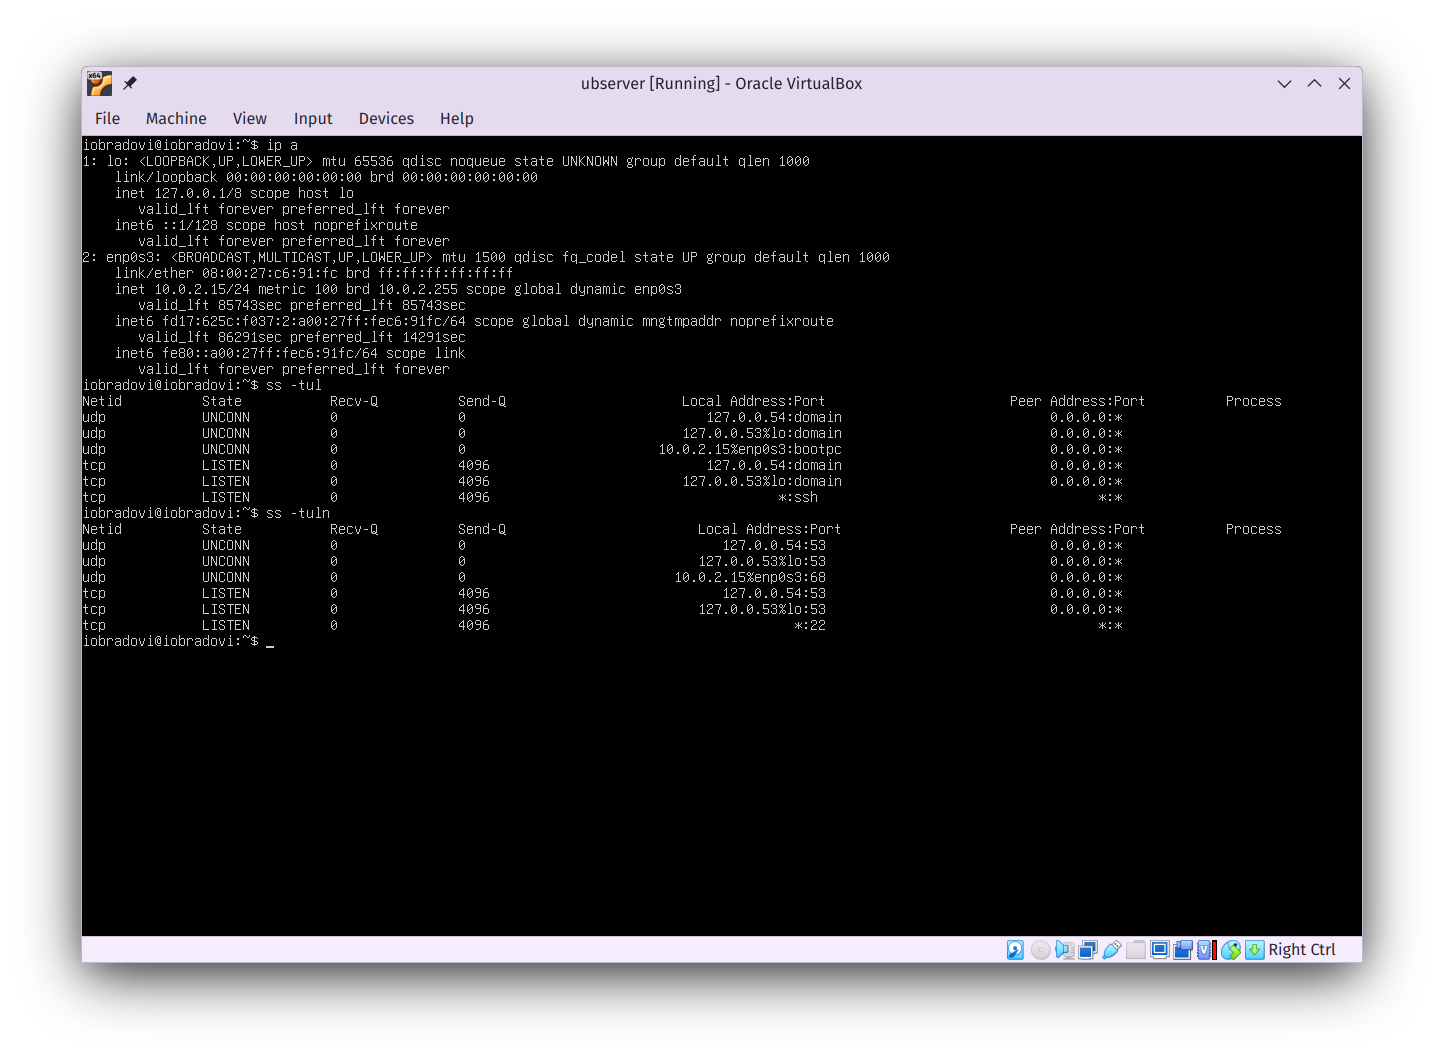 x64
ubserver [Running] - Oracle VirtualBox
File Machine View Input Devices Help
iobradovi@iobradovi:~$ ip a
1: lo: <LOOPBACK,UP,LOWER_UP> mtu 65536 qdisc noqueue state UNKNOWN group default qlen 1000
    link/loopback 00:00:00:00:00:00 brd 00:00:00:00:00:00
    inet 127.0.0.1/8 scope host lo
       valid_lft forever preferred_lft forever
    inet6 ::1/128 scope host noprefixroute
       valid_lft forever preferred_lft forever
2: enp0s3: <BROADCAST,MULTICAST,UP,LOWER_UP> mtu 1500 qdisc fq_codel state UP group default qlen 1000
    link/ether 08:00:27:c6:91:fc brd ff:ff:ff:ff:ff:ff
    inet 10.0.2.15/24 metric 100 brd 10.0.2.255 scope global dynamic enp0s3
       valid_lft 85743sec preferred_lft 85743sec
    inet6 fd17:625c:f037:2:a00:27ff:fec6:91fc/64 scope global dynamic mngtmpaddr noprefixroute
       valid_lft 86291sec preferred_lft 14291sec
    inet6 fe80::a00:27ff:fec6:91fc/64 scope link
       valid_lft forever preferred_lft forever
iobradovi@iobradovi:~$ ss -tul
Netid State Recv-Q Send-Q Local Address:Port Peer Address:Port Process
udp UNCONN 0 0 127.0.0.54:domain 0.0.0.0:*
udp UNCONN 0 0 127.0.0.53%lo:domain 0.0.0.0:*
udp UNCONN 0 0 10.0.2.15%enp0s3:bootpc 0.0.0.0:*
tcp LISTEN 0 4096 127.0.0.54:domain 0.0.0.0:*
tcp LISTEN 0 4096 127.0.0.53%lo:domain 0.0.0.0:*
tcp LISTEN 0 4096 *:ssh *:*
iobradovi@iobradovi:~$ ss -tuln
Netid State Recv-Q Send-Q Local Address:Port Peer Address:Port Process
udp UNCONN 0 0 127.0.0.54:53 0.0.0.0:*
udp UNCONN 0 0 127.0.0.53%lo:53 0.0.0.0:*
udp UNCONN 0 0 10.0.2.15%enp0s3:68 0.0.0.0:*
tcp LISTEN 0 4096 127.0.0.54:53 0.0.0.0:*
tcp LISTEN 0 4096 127.0.0.53%lo:53 0.0.0.0:*
tcp LISTEN 0 4096 *:22 *:*
iobradovi@iobradovi:~$ _
Right Ctrl